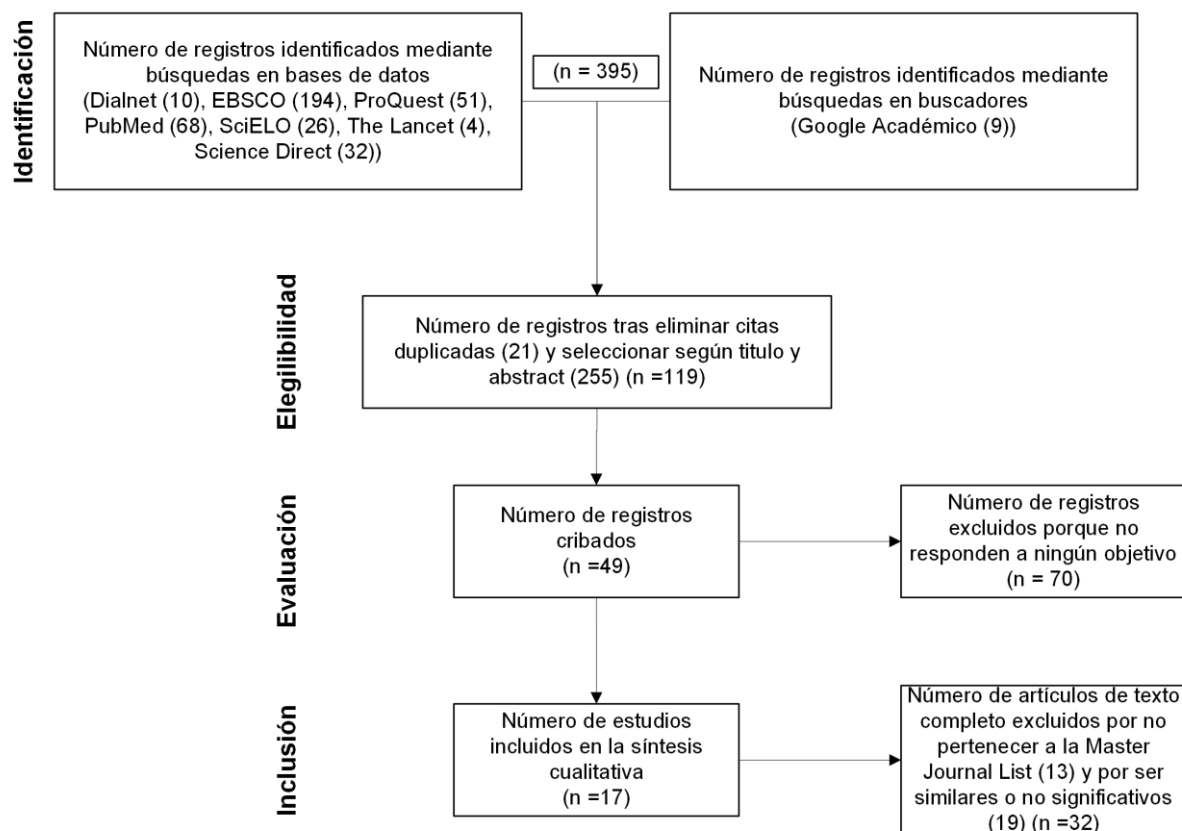 Identificación
Número de registros identificados mediante
búsquedas en bases de datos
(Dialnet (10), EBSCO (194), ProQuest (51),
PubMed (68), SciELO (26), The Lancet (4),
Science Direct (32))
(n = 395)
Número de registros identificados mediante
búsquedas en buscadores
(Google Académico (9))
Elegilibilidad
Número de registros tras eliminar citas
duplicadas (21) y seleccionar según titulo y
abstract (255) (n =119)
Evaluación
Número de registros
cribados
(n =49)
Número de registros
excluidos porque no
responden a ningún objetivo
(n = 70)
Inclusión
Número de estudios
incluidos en la síntesis
cualitativa
(n =17)
Número de artículos de texto
completo excluidos por no
pertenecer a la Master
Journal List (13) y por ser
similares o no significativos
(19) (n =32)